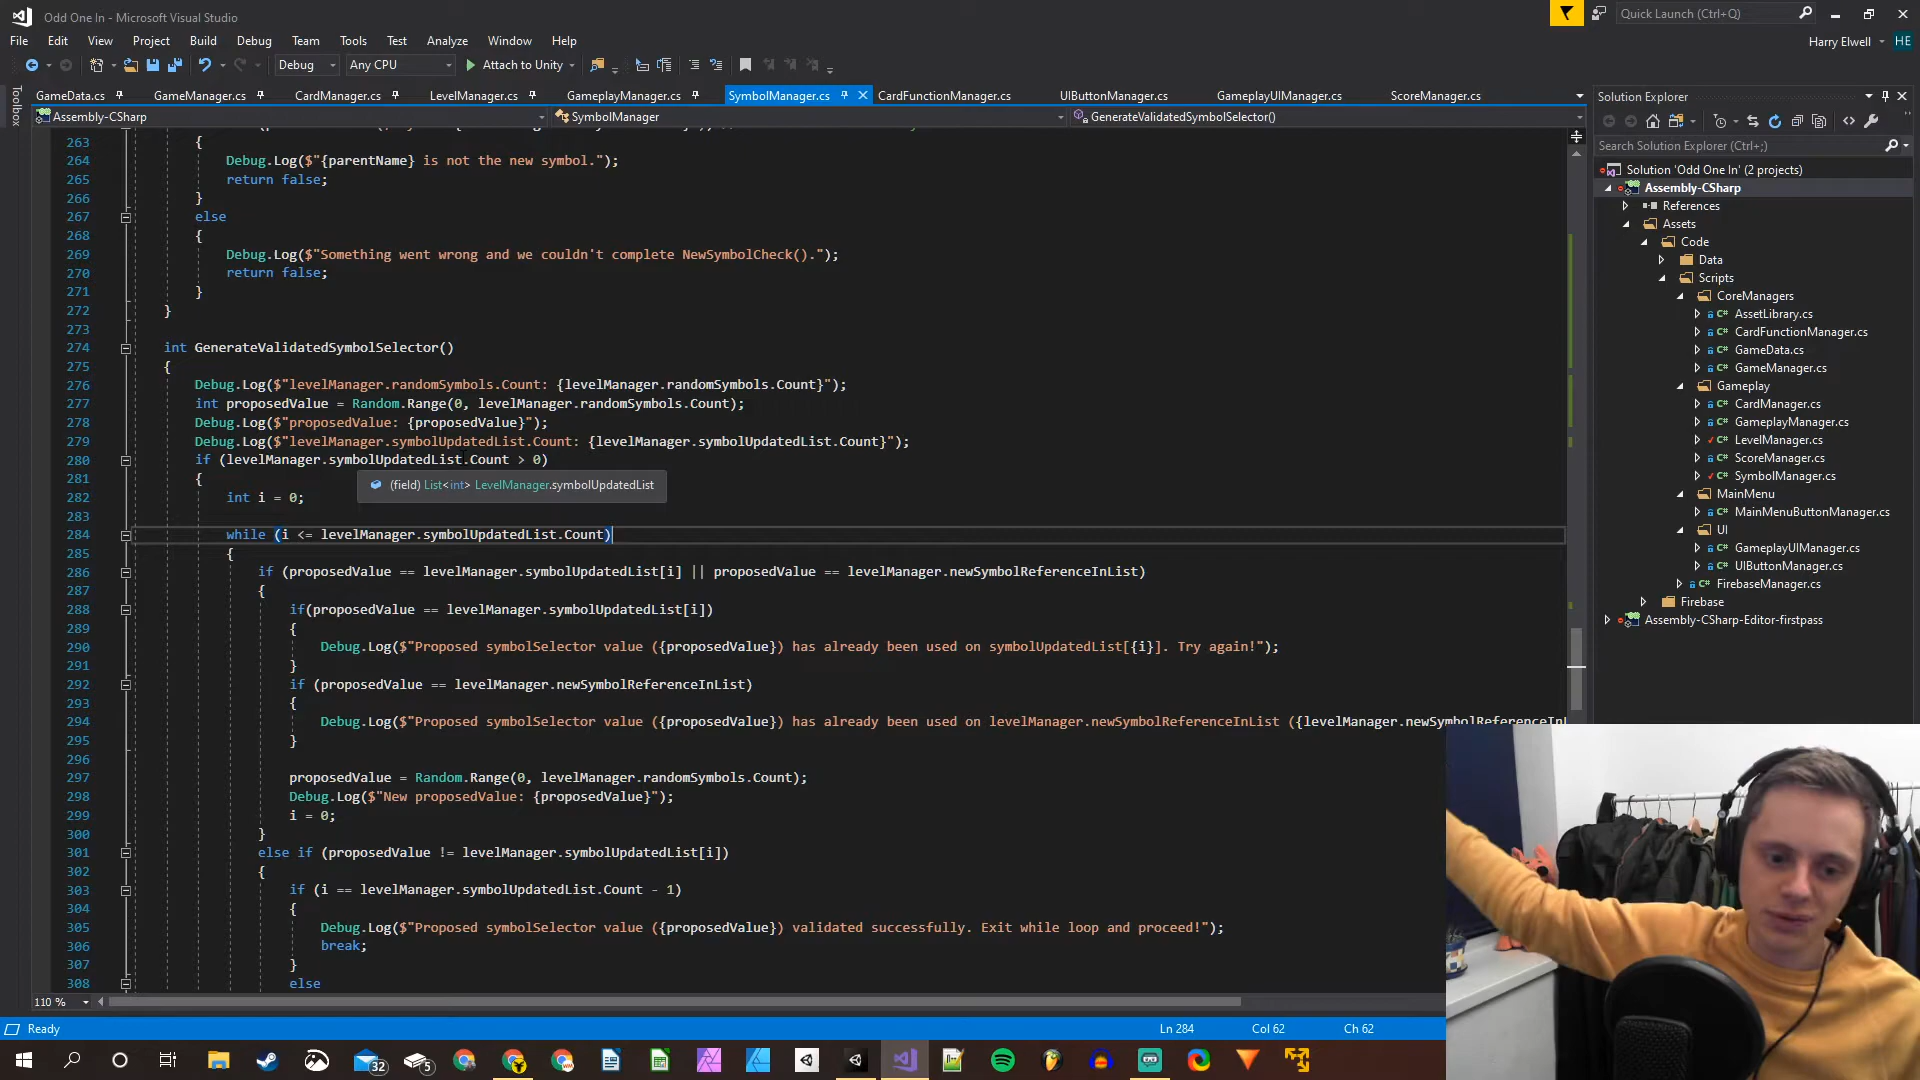 Odd One In - Microsoft Visual Studio
Quick Launch (Ctrl+Q)
File Edit View Project Build Debug Team Tools Test Analyze Window Help
Harry Elwell HE
Debug Any CPU Attach to Unity
Toolbox
GameData.cs GameManager.cs CardManager.cs LevelManager.cs GameplayManager.cs SymbolManager.cs CardFunctionManager.cs UIButtonManager.cs GameplayUIManager.cs ScoreManager.cs
Assembly-CSharp SymbolManager GenerateValidatedSymbolSelector()
263 {
264 Debug.Log($"{parentName} is not the new symbol.");
265 return false;
266 }
267 else
268 {
269 Debug.Log($"Something went wrong and we couldn't complete NewSymbolCheck().");
270 return false;
271 }
272 }
273
274 int GenerateValidatedSymbolSelector()
275 {
276 Debug.Log($"levelManager.randomSymbols.Count: {levelManager.randomSymbols.Count}");
277 int proposedValue = Random.Range(0, levelManager.randomSymbols.Count);
278 Debug.Log($"proposedValue: {proposedValue}");
279 Debug.Log($"levelManager.symbolUpdatedList.Count: {levelManager.symbolUpdatedList.Count}");
280 if (levelManager.symbolUpdatedList.Count > 0)
281 {
(field) List<int> LevelManager.symbolUpdatedList
282 int i = 0;
283
284 while (i <= levelManager.symbolUpdatedList.Count)
285 {
286 if (proposedValue == levelManager.symbolUpdatedList[i] || proposedValue == levelManager.newSymbolReferenceInList)
287 {
288 if(proposedValue == levelManager.symbolUpdatedList[i])
289 {
290 Debug.Log($"Proposed symbolSelector value ({proposedValue}) has already been used on symbolUpdatedList[{i}]. Try again!");
291 }
292 if (proposedValue == levelManager.newSymbolReferenceInList)
293 {
294 Debug.Log($"Proposed symbolSelector value ({proposedValue}) has already been used on levelManager.newSymbolReferenceInList ({levelManager.newSymbolReferenceInL
295 }
296
297 proposedValue = Random.Range(0, levelManager.randomSymbols.Count);
298 Debug.Log($"New proposedValue: {proposedValue}");
299 i = 0;
300 }
301 else if (proposedValue != levelManager.symbolUpdatedList[i])
302 {
303 if (i == levelManager.symbolUpdatedList.Count - 1)
304 {
305 Debug.Log($"Proposed symbolSelector value ({proposedValue}) validated successfully. Exit while loop and proceed!");
306 break;
307 }
308 else
110 %
Ready Ln 284 Col 62 Ch 62
Solution Explorer
Search Solution Explorer (Ctrl+;)
Solution 'Odd One In' (2 projects)
Assembly-CSharp
References
Assets
Code
Data
Scripts
CoreManagers
AssetLibrary.cs
CardFunctionManager.cs
GameData.cs
GameManager.cs
Gameplay
CardManager.cs
GameplayManager.cs
LevelManager.cs
ScoreManager.cs
SymbolManager.cs
MainMenu
MainMenuButtonManager.cs
UI
GameplayUIManager.cs
UIButtonManager.cs
FirebaseManager.cs
Firebase
Assembly-CSharp-Editor-firstpass
32 5